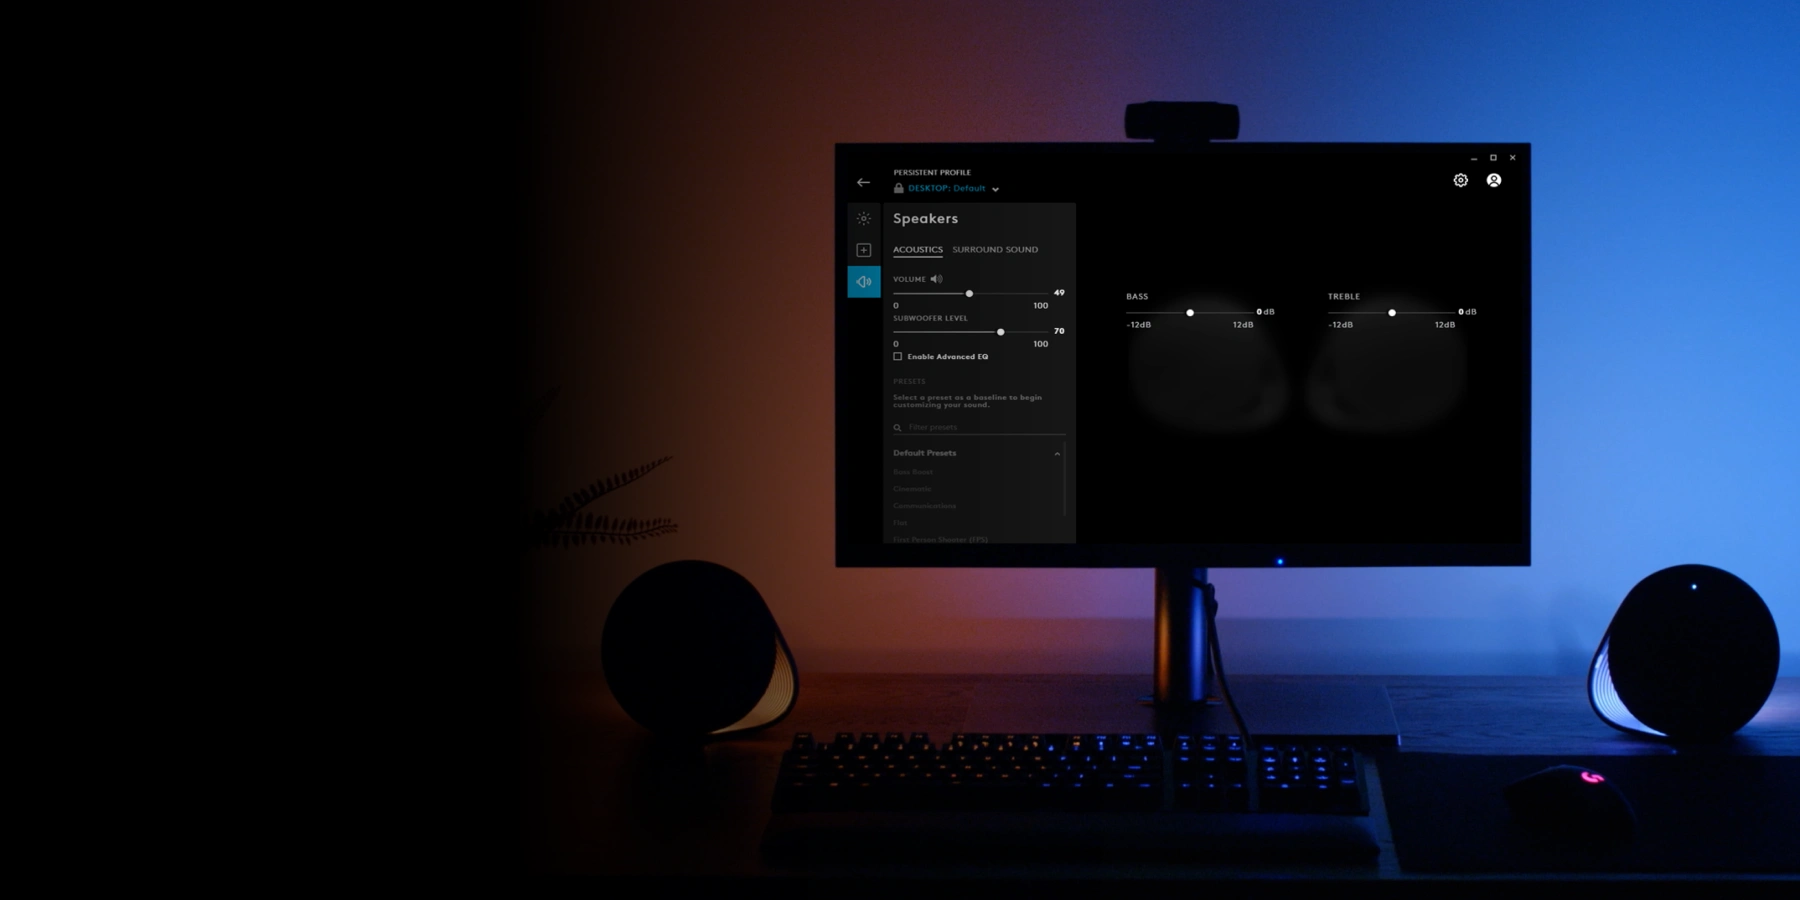 PERSISTENT PROFILE
DESKTOP: Default
Speakers
ACOUSTICS SURROUND SOUND
VOLUME
49
0 100
SUBWOOFER LEVEL
70
0 100
Enable Advanced EQ
PRESETS
Select a preset as a baseline to begin
customizing your sound.
Filter presets
Default Presets
Bass Boost
Cinematic
Communications
Flat
First Person Shooter (FPS)
BASS
0 dB
-12dB 12dB
TREBLE
0 dB
-12dB 12dB